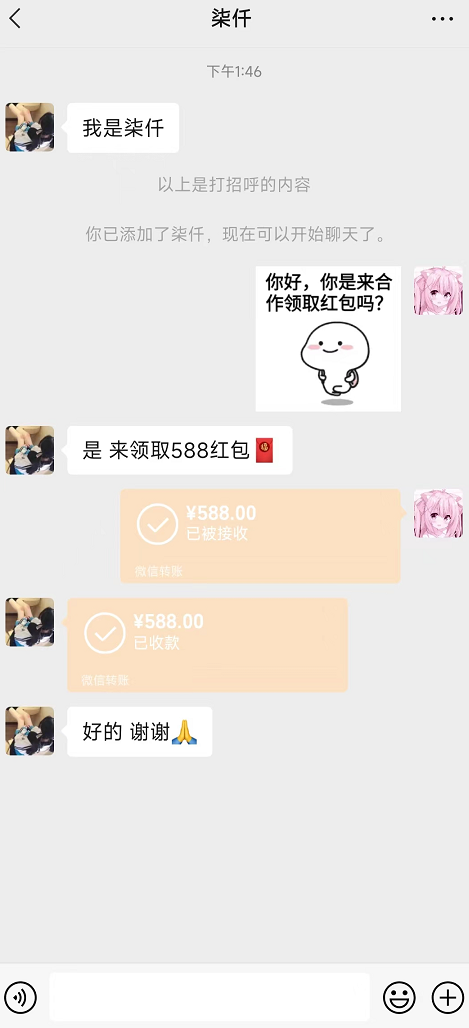 柒仟
下午1:46
我是柒仟
以上是打招呼的内容
你已添加了柒仟，现在可以开始聊天了。
你好，你是来合
作领取红包吗？
是 来领取588红包
¥588.00
已被接收
微信转账
¥588.00
已收款
微信转账
好的 谢谢🙏